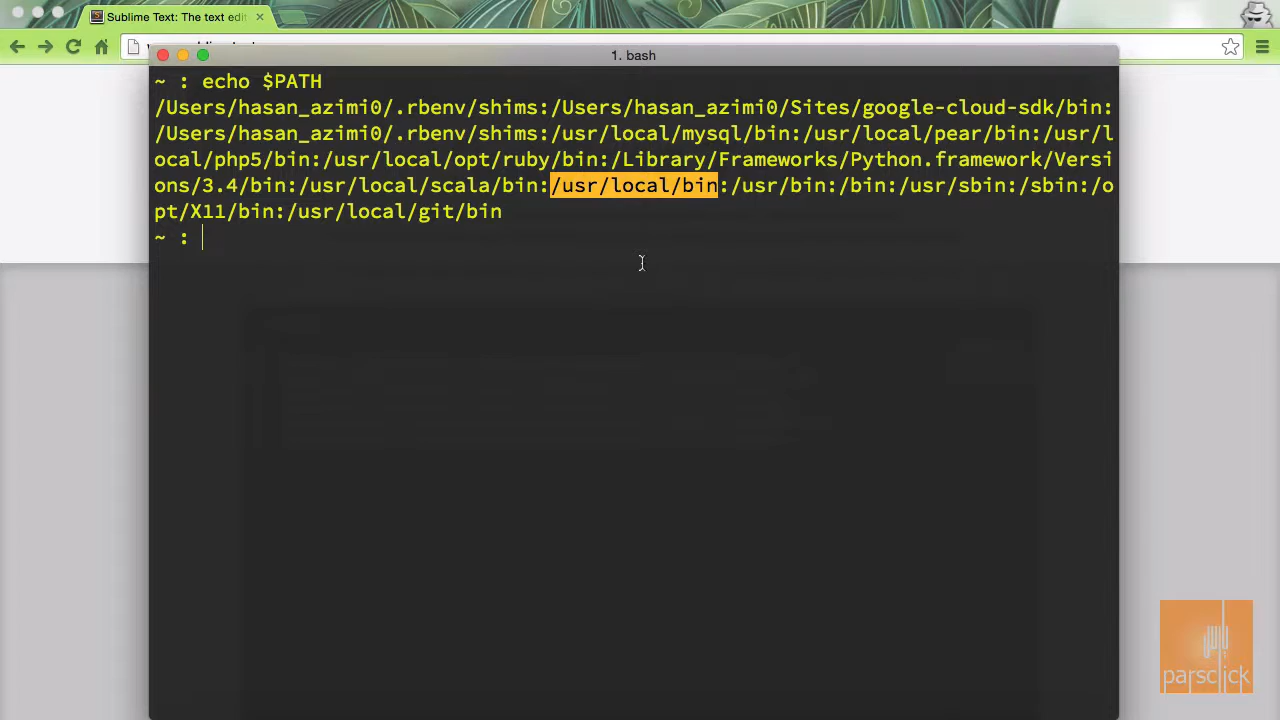 Sublime Text: The text edit
1. bash
~ : echo $PATH
/Users/hasan_azimi0/.rbenv/shims:/Users/hasan_azimi0/Sites/google-cloud-sdk/bin:
/Users/hasan_azimi0/.rbenv/shims:/usr/local/mysql/bin:/usr/local/pear/bin:/usr/l
ocal/php5/bin:/usr/local/opt/ruby/bin:/Library/Frameworks/Python.framework/Versi
ons/3.4/bin:/usr/local/scala/bin:/usr/local/bin:/usr/bin:/bin:/usr/sbin:/sbin:/o
pt/X11/bin:/usr/local/git/bin
~ :
parsclick